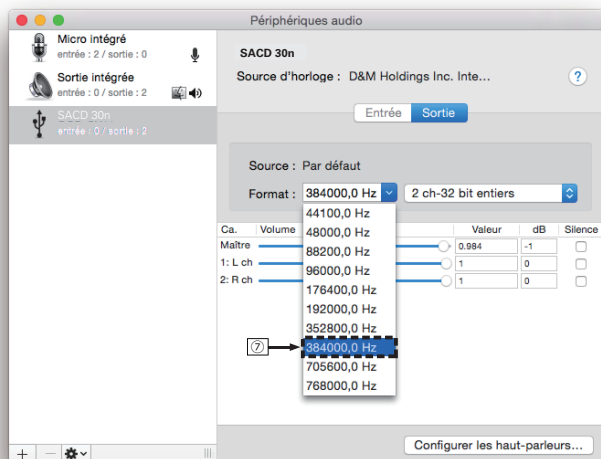 Périphériques audio
Micro intégré
entrée : 2 / sortie : 0
Sortie intégrée
entrée : 0 / sortie : 2
SACD 30n
entrée : 0 / sortie : 2
SACD 30n
Source d'horloge : D&M Holdings Inc. Inte...
?
Entrée Sortie
Source : Par défaut
Format : 384000,0 Hz 2 ch-32 bit entiers
44100,0 Hz
48000,0 Hz
88200,0 Hz
96000,0 Hz
176400,0 Hz
192000,0 Hz
352800,0 Hz
⑦ 384000,0 Hz
705600,0 Hz
768000,0 Hz
Ca. Volume Valeur dB Silence
Maître 0.984 -1
1: L ch 1 0
2: R ch 1 0
Configurer les haut-parleurs...